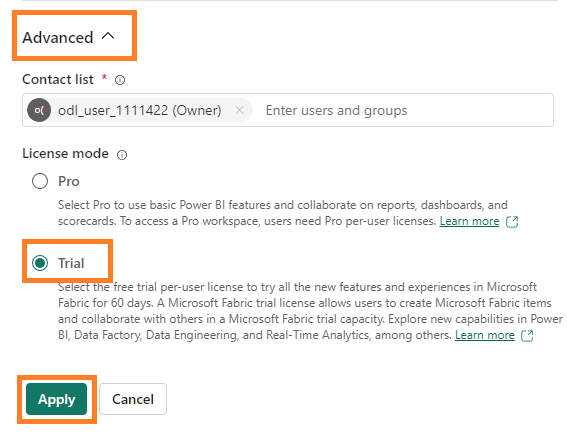 Advanced
Contact list * 
o( odl_user_1111422 (Owner) × Enter users and groups
License mode
Pro
Select Pro to use basic Power BI features and collaborate on reports, dashboards, and
scorecards. To access a Pro workspace, users need Pro per-user licenses. Learn more
Trial
Select the free trial per-user license to try all the new features and experiences in Microsoft
Fabric for 60 days. A Microsoft Fabric trial license allows users to create Microsoft Fabric items
and collaborate with others in a Microsoft Fabric trial capacity. Explore new capabilities in Power
BI, Data Factory, Data Engineering, and Real-Time Analytics, among others. Learn more
Apply Cancel